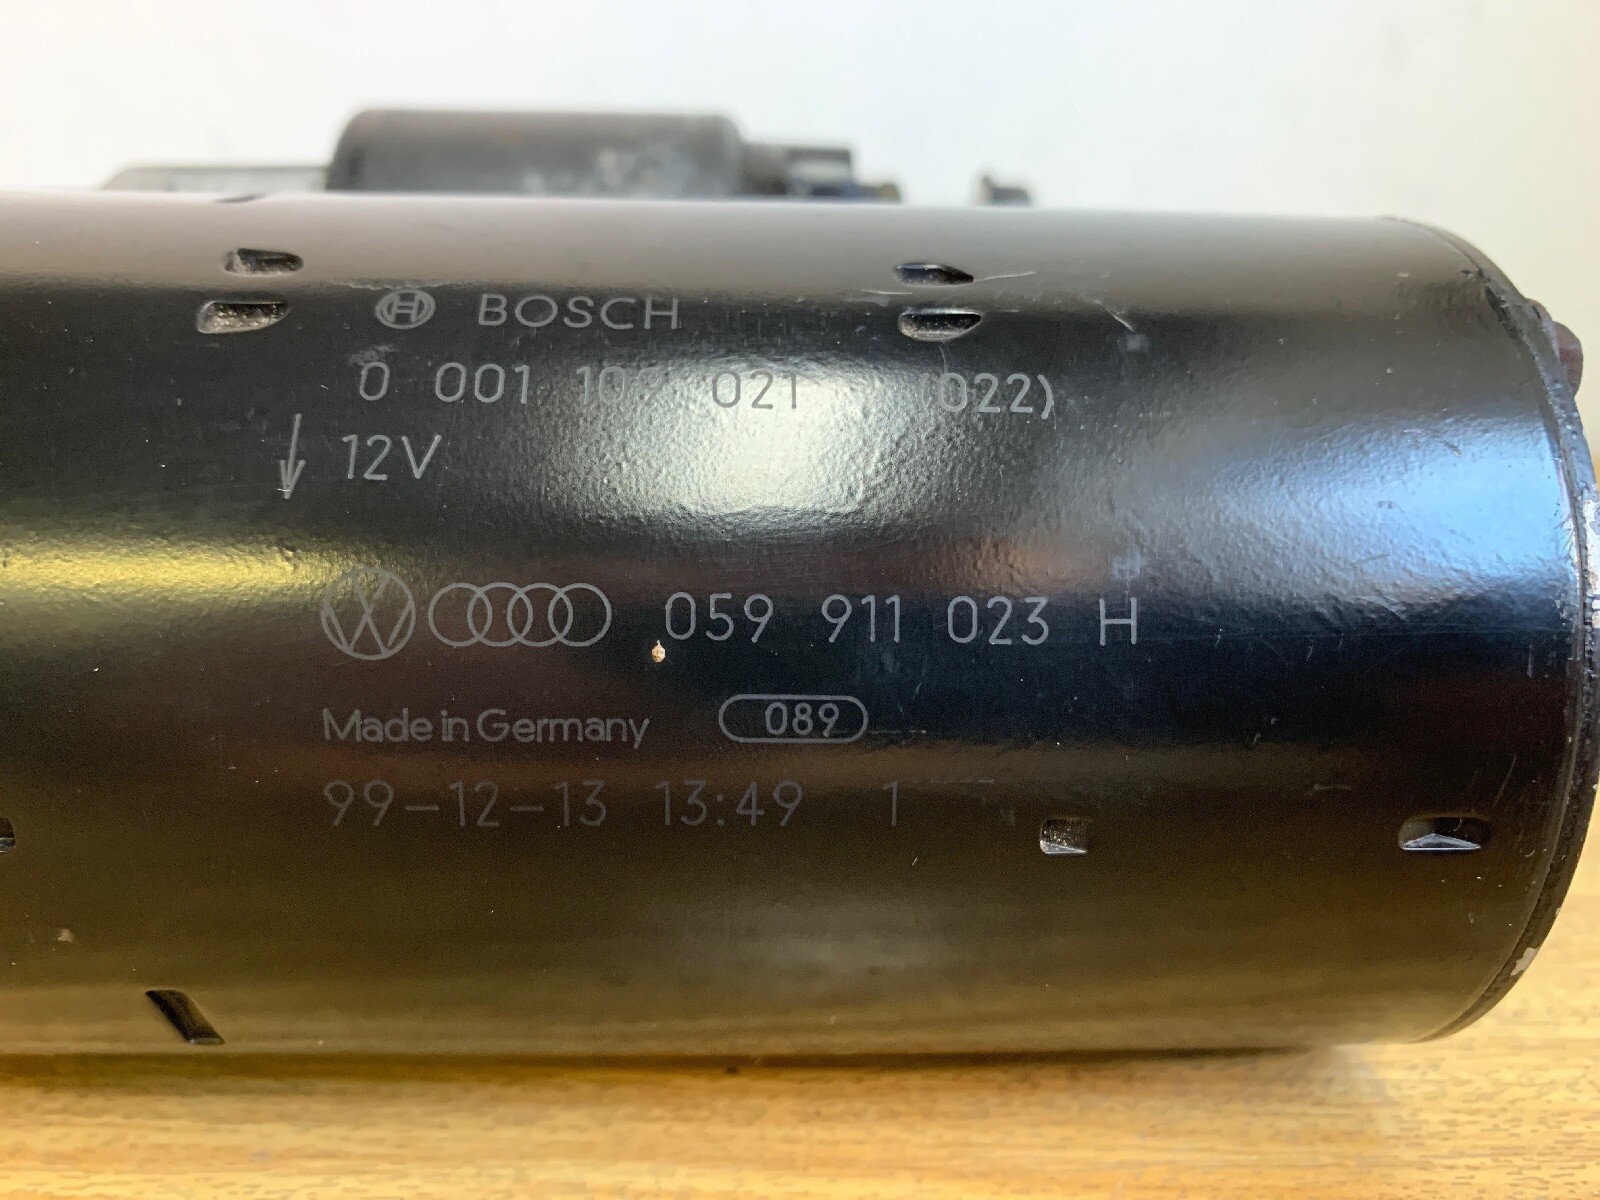 BOSCH
0 001 109 021 (022)
12V
059 911 023 H
Made in Germany 089
99-12-13 13:49 1